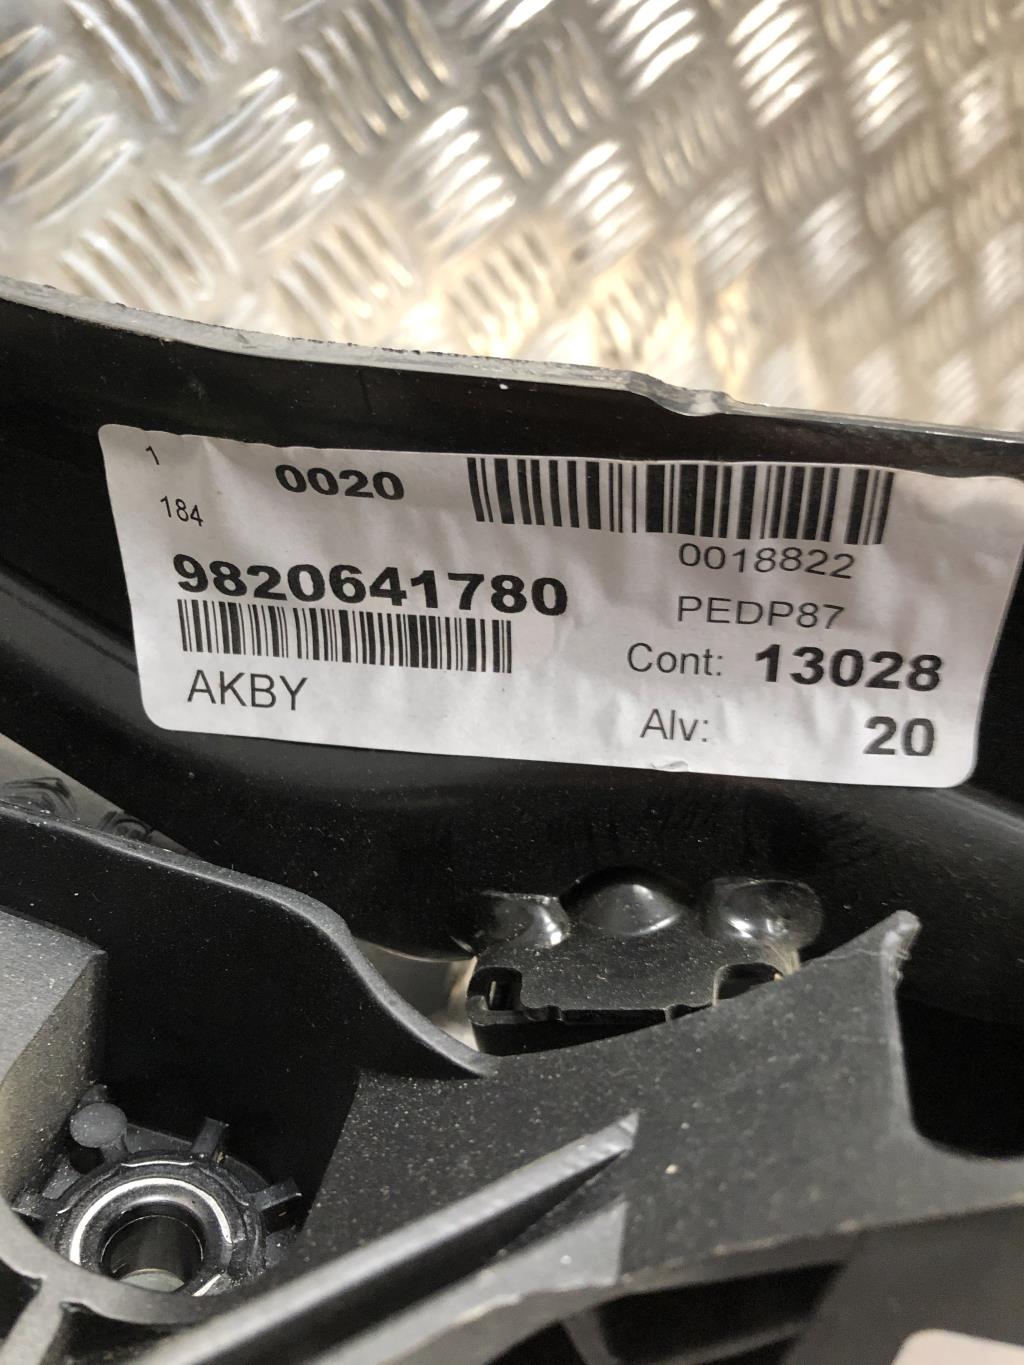 1
0020
184
0018822
9820641780
PEDP87
Cont: 13028
AKBY
Alv: 20